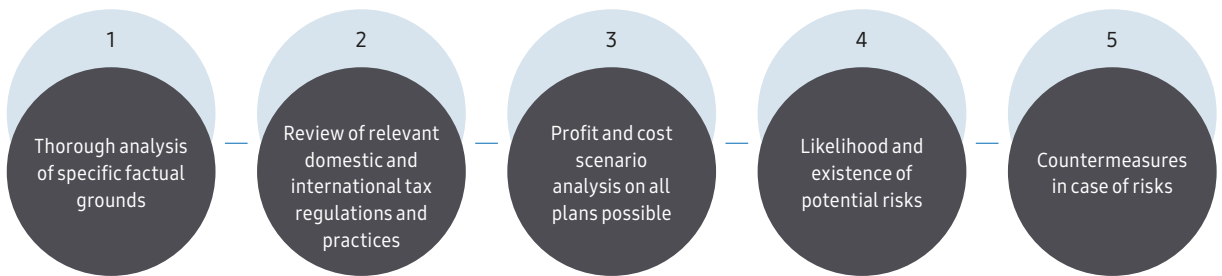 1
Thorough analysis
of specific factual
grounds
2
Review of relevant
domestic and
international tax
regulations and
practices
3
Profit and cost
scenario
analysis on all
plans possible
4
Likelihood and
existence of
potential risks
5
Countermeasures
in case of risks